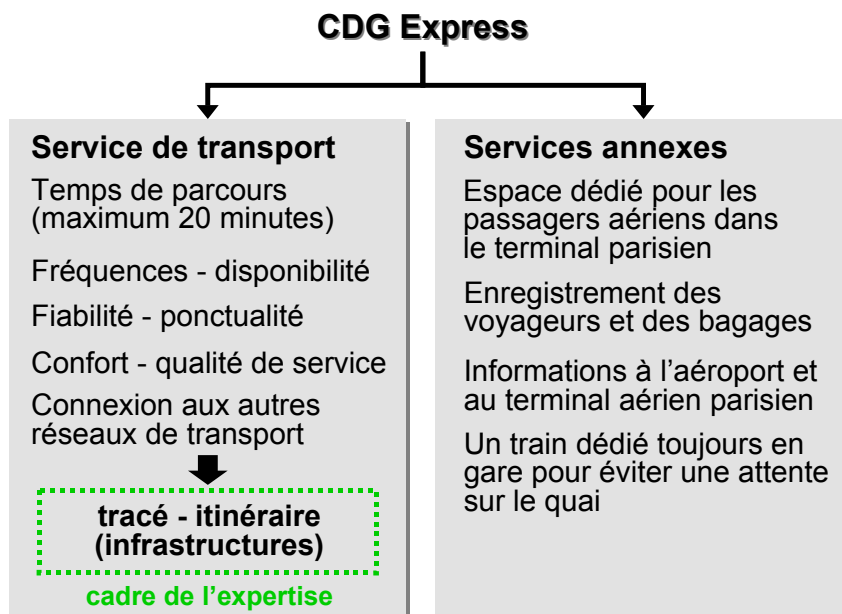 CDG Express
Service de transport
Temps de parcours
(maximum 20 minutes)
Fréquences - disponibilité
Fiabilité - ponctualité
Confort - qualité de service
Connexion aux autres
réseaux de transport
tracé - itinéraire
(infrastructures)
cadre de l’expertise
Services annexes
Espace dédié pour les
passagers aériens dans
le terminal parisien
Enregistrement des
voyageurs et des bagages
Informations à l’aéroport et
au terminal aérien parisien
Un train dédié toujours en
gare pour éviter une attente
sur le quai